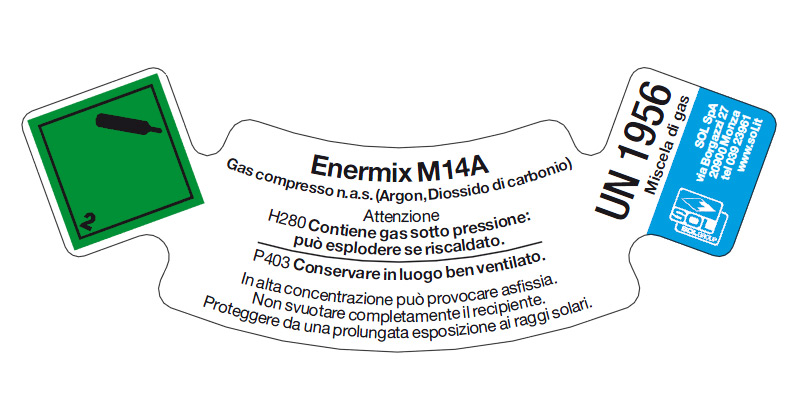 2
Enermix M14A
Gas compresso n.a.s. (Argon, Diossido di carbonio)
Attenzione
H280 Contiene gas sotto pressione:
può esplodere se riscaldato.
P403 Conservare in luogo ben ventilato.
In alta concentrazione può provocare asfissia.
Non svuotare completamente il recipiente.
Proteggere da una prolungata esposizione ai raggi solari.
UN 1956
Miscela di gas
SOL SpA
via Borgazzi 27
20900 Monza
tel 039 23961
www.sol.it
SOL
SOLGROUP